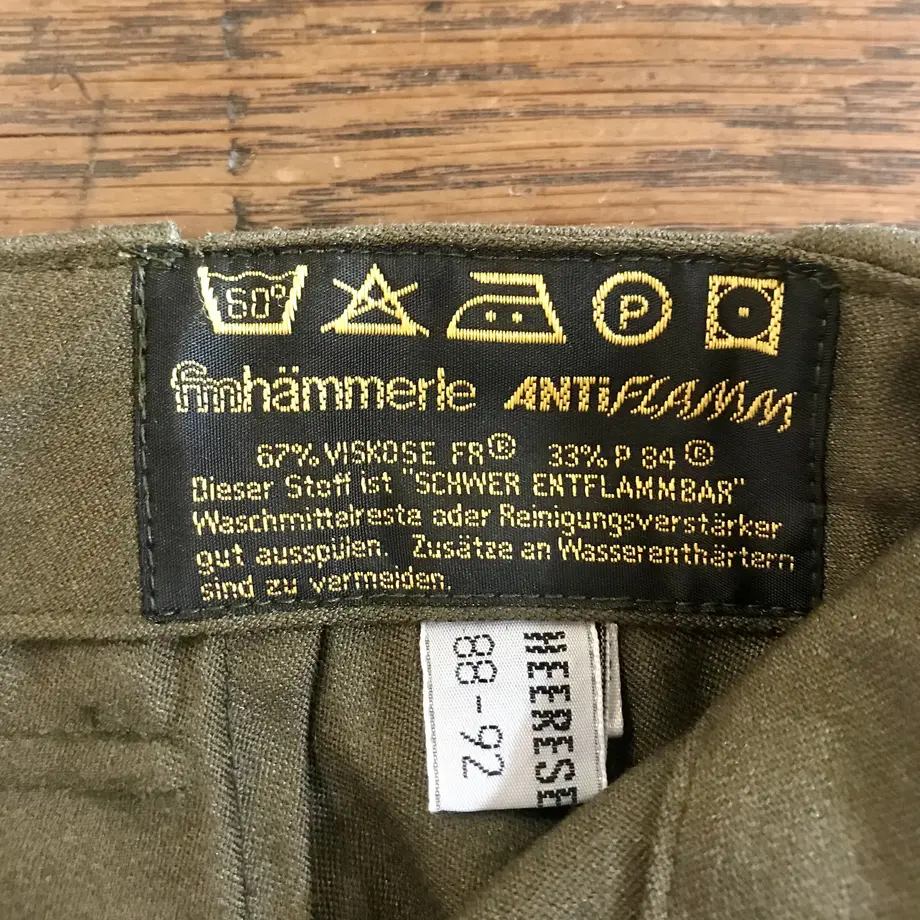 60°
P
fmhämmerle ANTiFLAMM
67% VISKOSE FR® 33% P 84®
Dieser Stoff ist "SCHWER ENTFLAMMBAR"
Waschmittelreste oder Reinigungsverstärker
gut ausspülen. Zusätze an Wasserenthärtern
sind zu vermeiden.
HEERESE
88-92